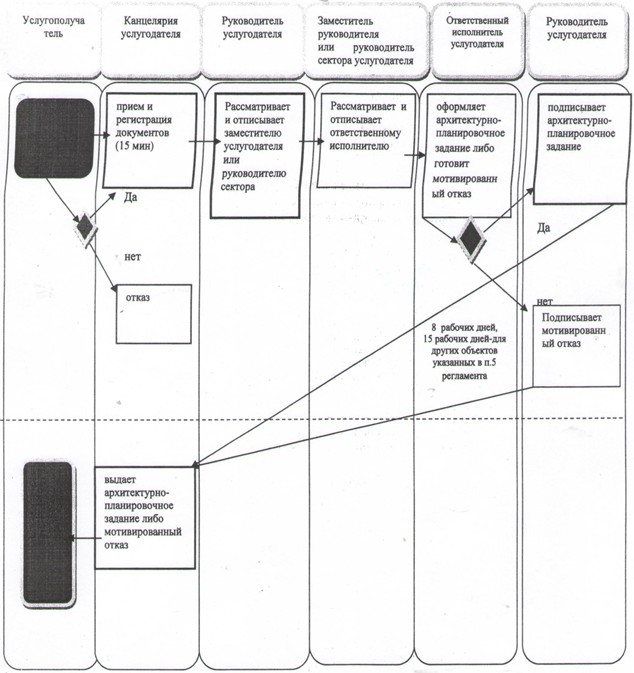 Услугополуча
тель
Канцелярия
услугодателя
Руководитель
услугодателя
Заместитель
руководителя
или руководитель
сектора услугодателя
Ответственный
исполнитель
услугодателя
Руководитель
услугодателя
прием и
регистрация
документов
(15 мин)
Рассматривает
и отписывает
заместителю
услугодателя
или
руководителю
сектора
Рассматривает и
отписывает
ответственному
исполнителю
оформляет
архитектурно-
планировочное
задание либо
готовит
мотивированн
ый отказ
подписывает
архитектурно-
планировочное
задание
Да
нет
отказ
Да
нет
Подписывает
мотивированн
ый отказ
8 рабочих дней,
15 рабочих дней-для
других объектов
указанных в п.5
регламента
выдает
архитектурно-
планировочное
задание либо
мотивированный
отказ